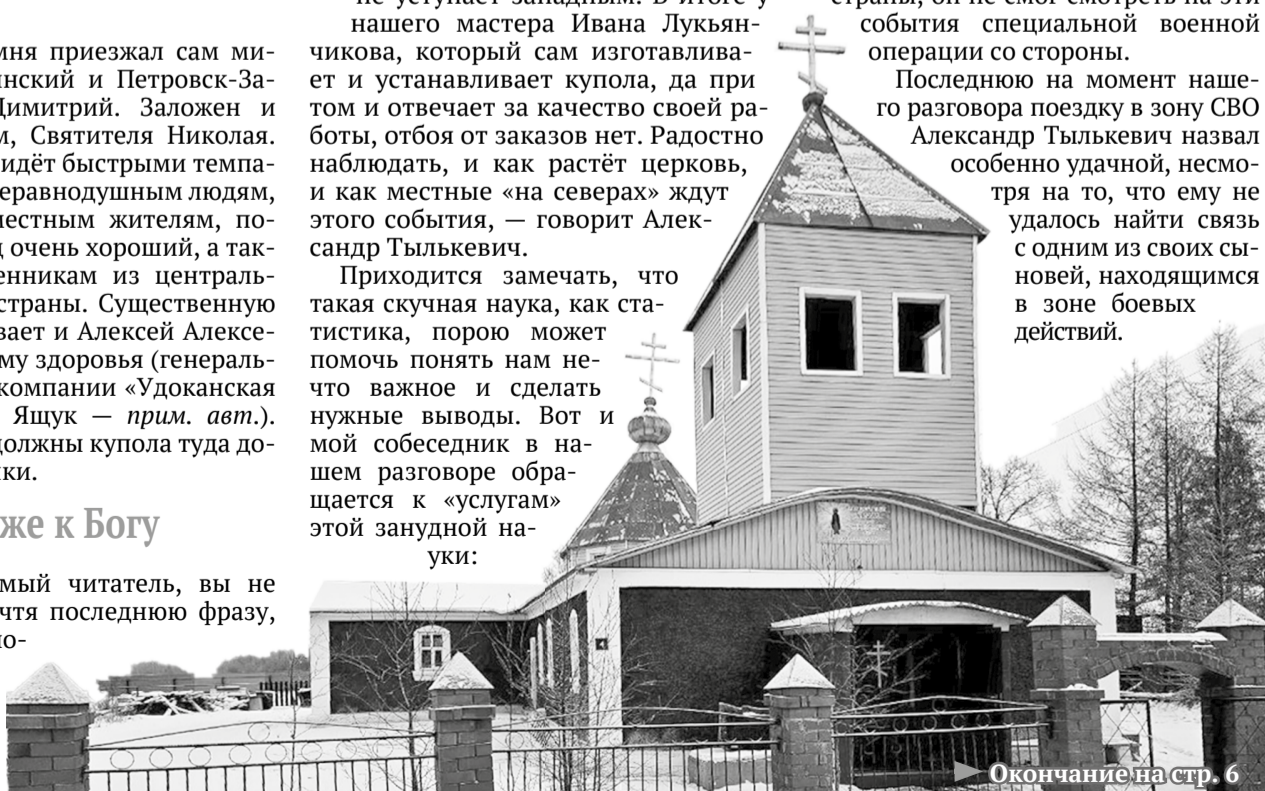 мня приезжал сам ми-
инский и Петровск-За-
Димитрий. Заложен и
м, Святителя Николая.
идёт быстрыми темпа-
еравнодушным людям,
местным жителям, по-
очень хороший, а так-
енникам из централь-
страны. Существенную
вает и Алексей Алексе-
му здоровья (генераль-
компании «Удоканская
Ящук — прим. авт.).
должны купола туда до-
ки.
же к Богу
мый читатель, вы не
чтя последнюю фразу,
но-
не уступает западным. В итоге у
нашего мастера Ивана Лукьян-
чикова, который сам изготавлива-
ет и устанавливает купола, да при
том и отвечает за качество своей ра-
боты, отбоя от заказов нет. Радостно
наблюдать, и как растёт церковь,
и как местные «на северах» ждут
этого события, — говорит Алек-
сандр Тылькевич.
Приходится замечать, что
такая скучная наука, как ста-
тистика, порою может
помочь понять нам не-
что важное и сделать
нужные выводы. Вот и
мой собеседник в на-
шем разговоре обра-
щается к «услугам»
этой занудной на-
уки:
страны, он не смог смотреть на эти
события специальной военной
операции со стороны.
Последнюю на момент наше-
го разговора поездку в зону СВО
Александр Тылькевич назвал
особенно удачной, несмо-
тря на то, что ему не
удалось найти связь
с одним из своих сы-
новей, находящимся
в зоне боевых
действий.
Окончание на стр. 6